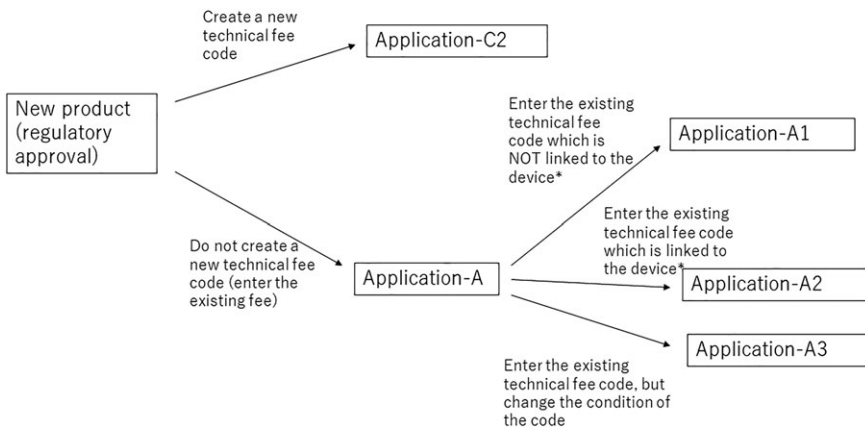 Create a new
technical fee
code
Application-C2
New product
(regulatory
approval)
Enter the existing
technical fee
code which is
NOT linked to the
device*
Application-A1
Do not create a
new technical fee
code (enter the
existing fee)
Application-A
Enter the existing
technical fee code
which is linked to
the device*
Application-A2
Application-A3
Enter the existing
technical fee code, but
change the condition of
the code